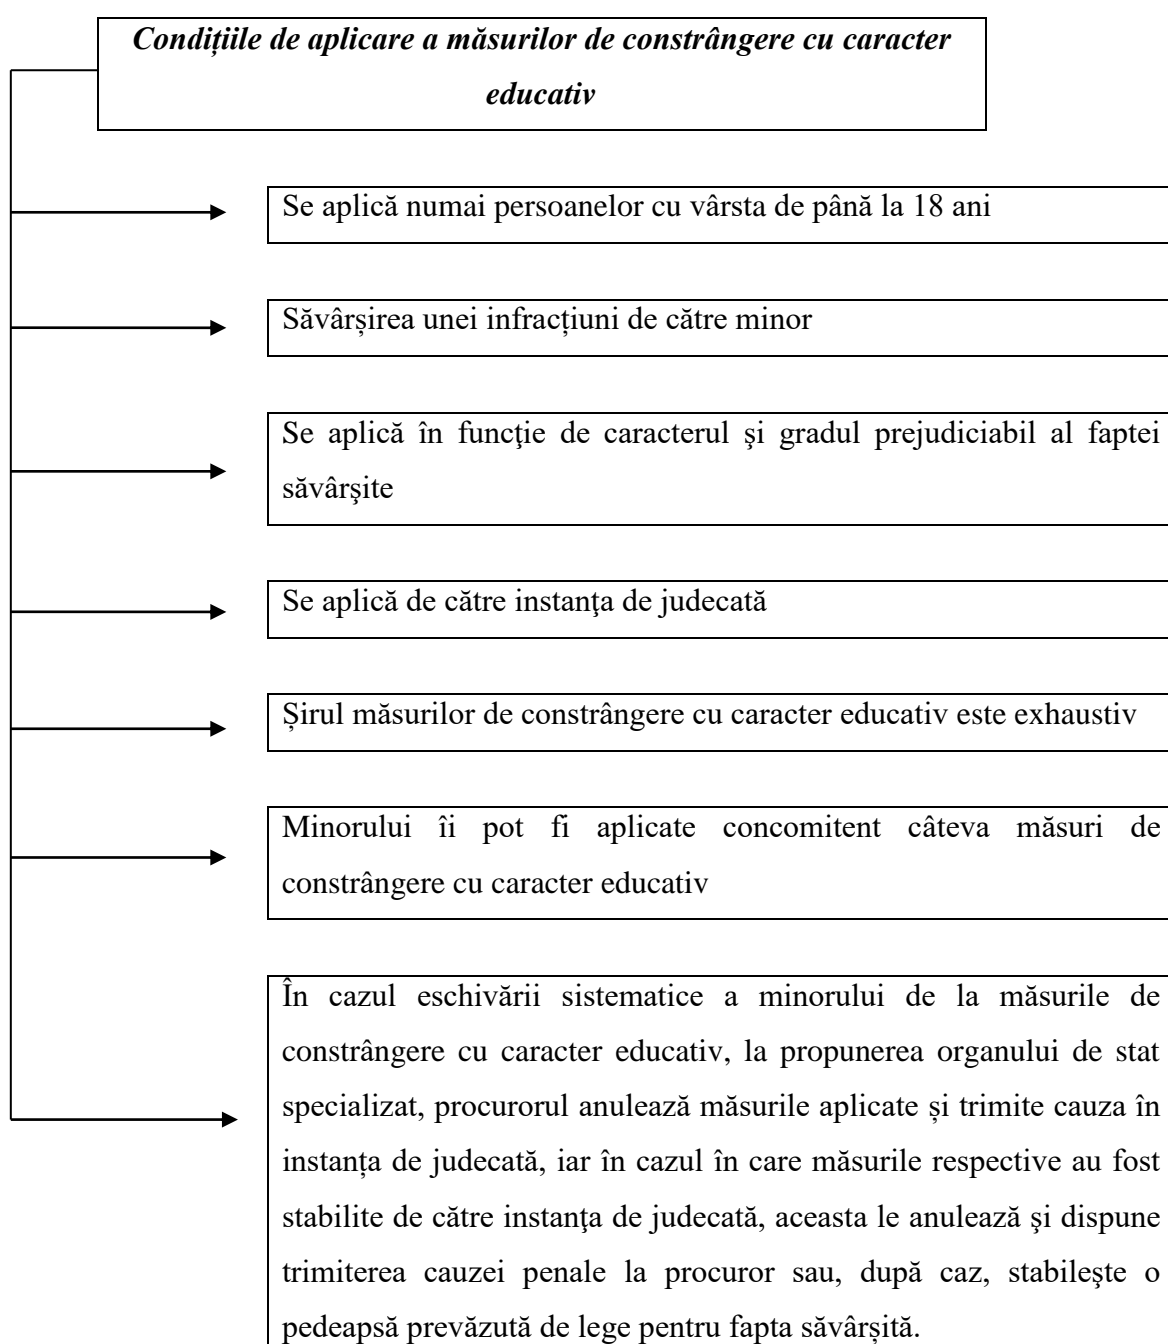 Condițiile de aplicare a măsurilor de constrângere cu caracter
educativ
Se aplică numai persoanelor cu vârsta de până la 18 ani
Săvârșirea unei infracțiuni de către minor
Se aplică în funcţie de caracterul şi gradul prejudiciabil al faptei
săvârşite
Se aplică de către instanţa de judecată
Șirul măsurilor de constrângere cu caracter educativ este exhaustiv
Minorului îi pot fi aplicate concomitent câteva măsuri de
constrângere cu caracter educativ
În cazul eschivării sistematice a minorului de la măsurile de
constrângere cu caracter educativ, la propunerea organului de stat
specializat, procurorul anulează măsurile aplicate și trimite cauza în
instanța de judecată, iar în cazul în care măsurile respective au fost
stabilite de către instanţa de judecată, aceasta le anulează şi dispune
trimiterea cauzei penale la procuror sau, după caz, stabileşte o
pedeapsă prevăzută de lege pentru fapta săvârșită.